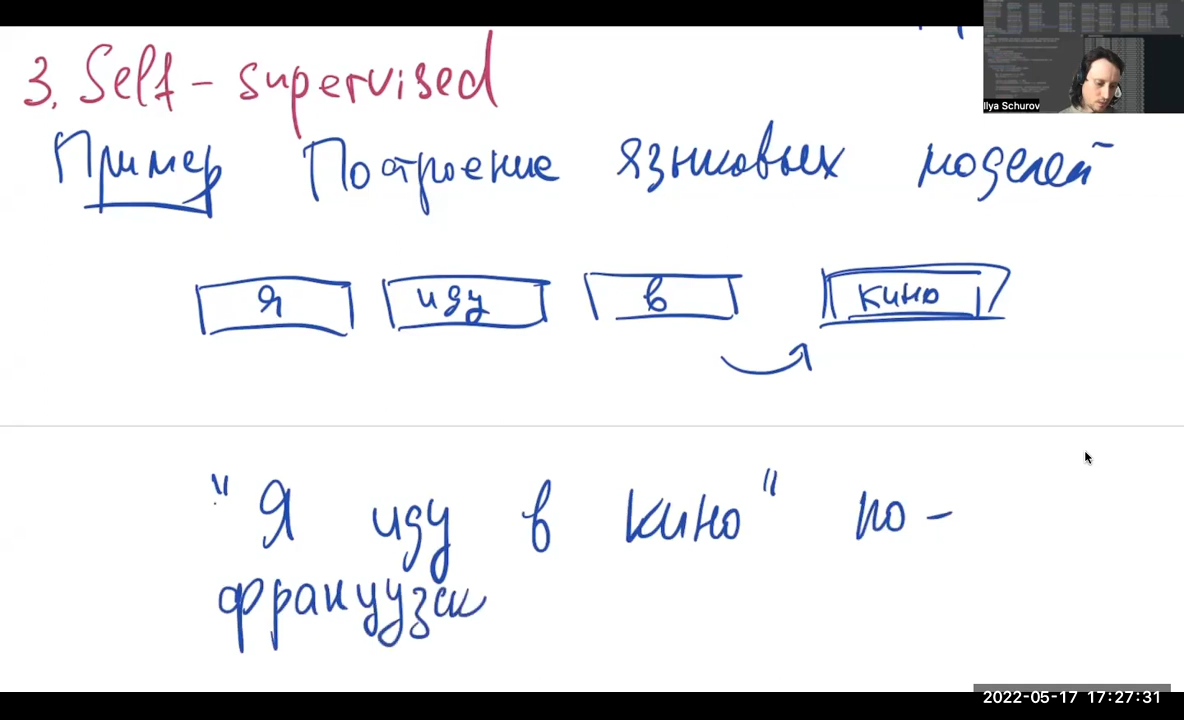 3. Self-supervised
Ilya Schurov
Пример Построение языковых моделей
я иду в кино
"Я иду в кино" по-
французск
2022-05-17 17:27:31